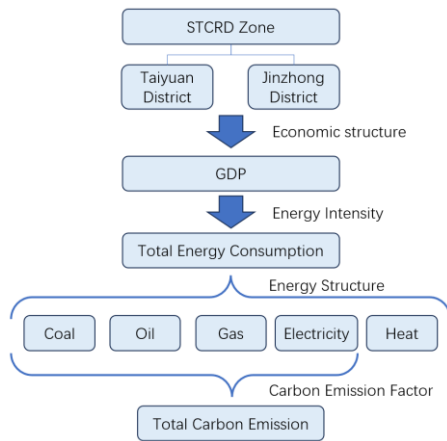 STCRD Zone
Taiyuan
District
Jinzhong
District
Economic structure
GDP
Energy Intensity
Total Energy Consumption
Energy Structure
Coal
Oil
Gas
Electricity
Heat
Carbon Emission Factor
Total Carbon Emission